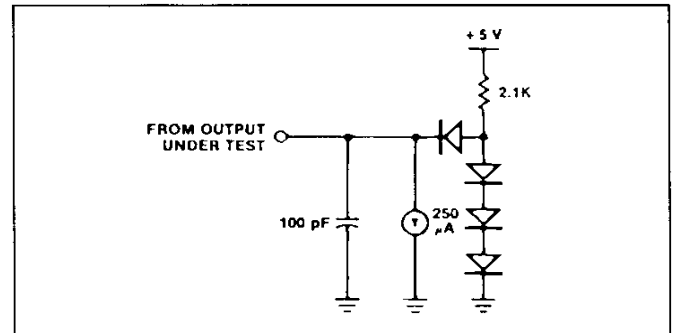 + 5 V
2.1K
FROM OUTPUT
UNDER TEST
100 pF
250
µA